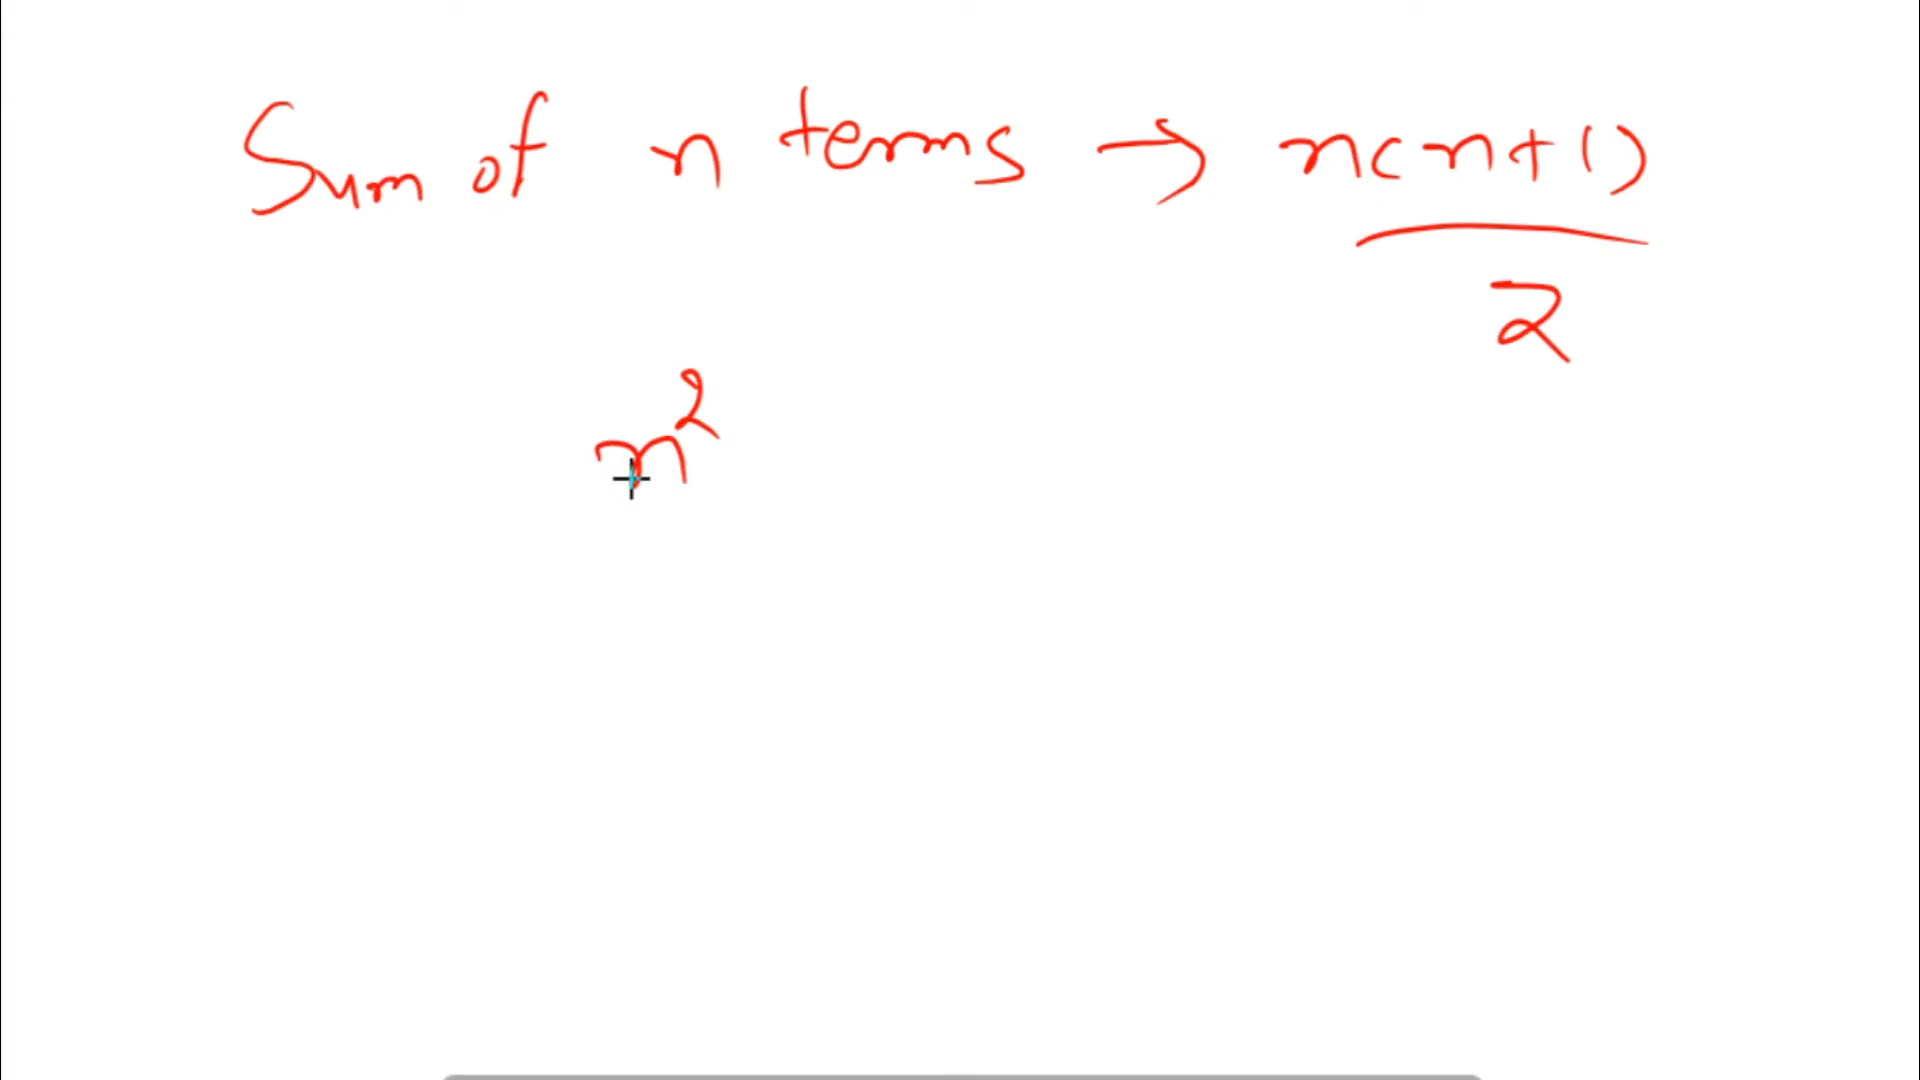 Sum of n terms → n(n+1)
2
n²